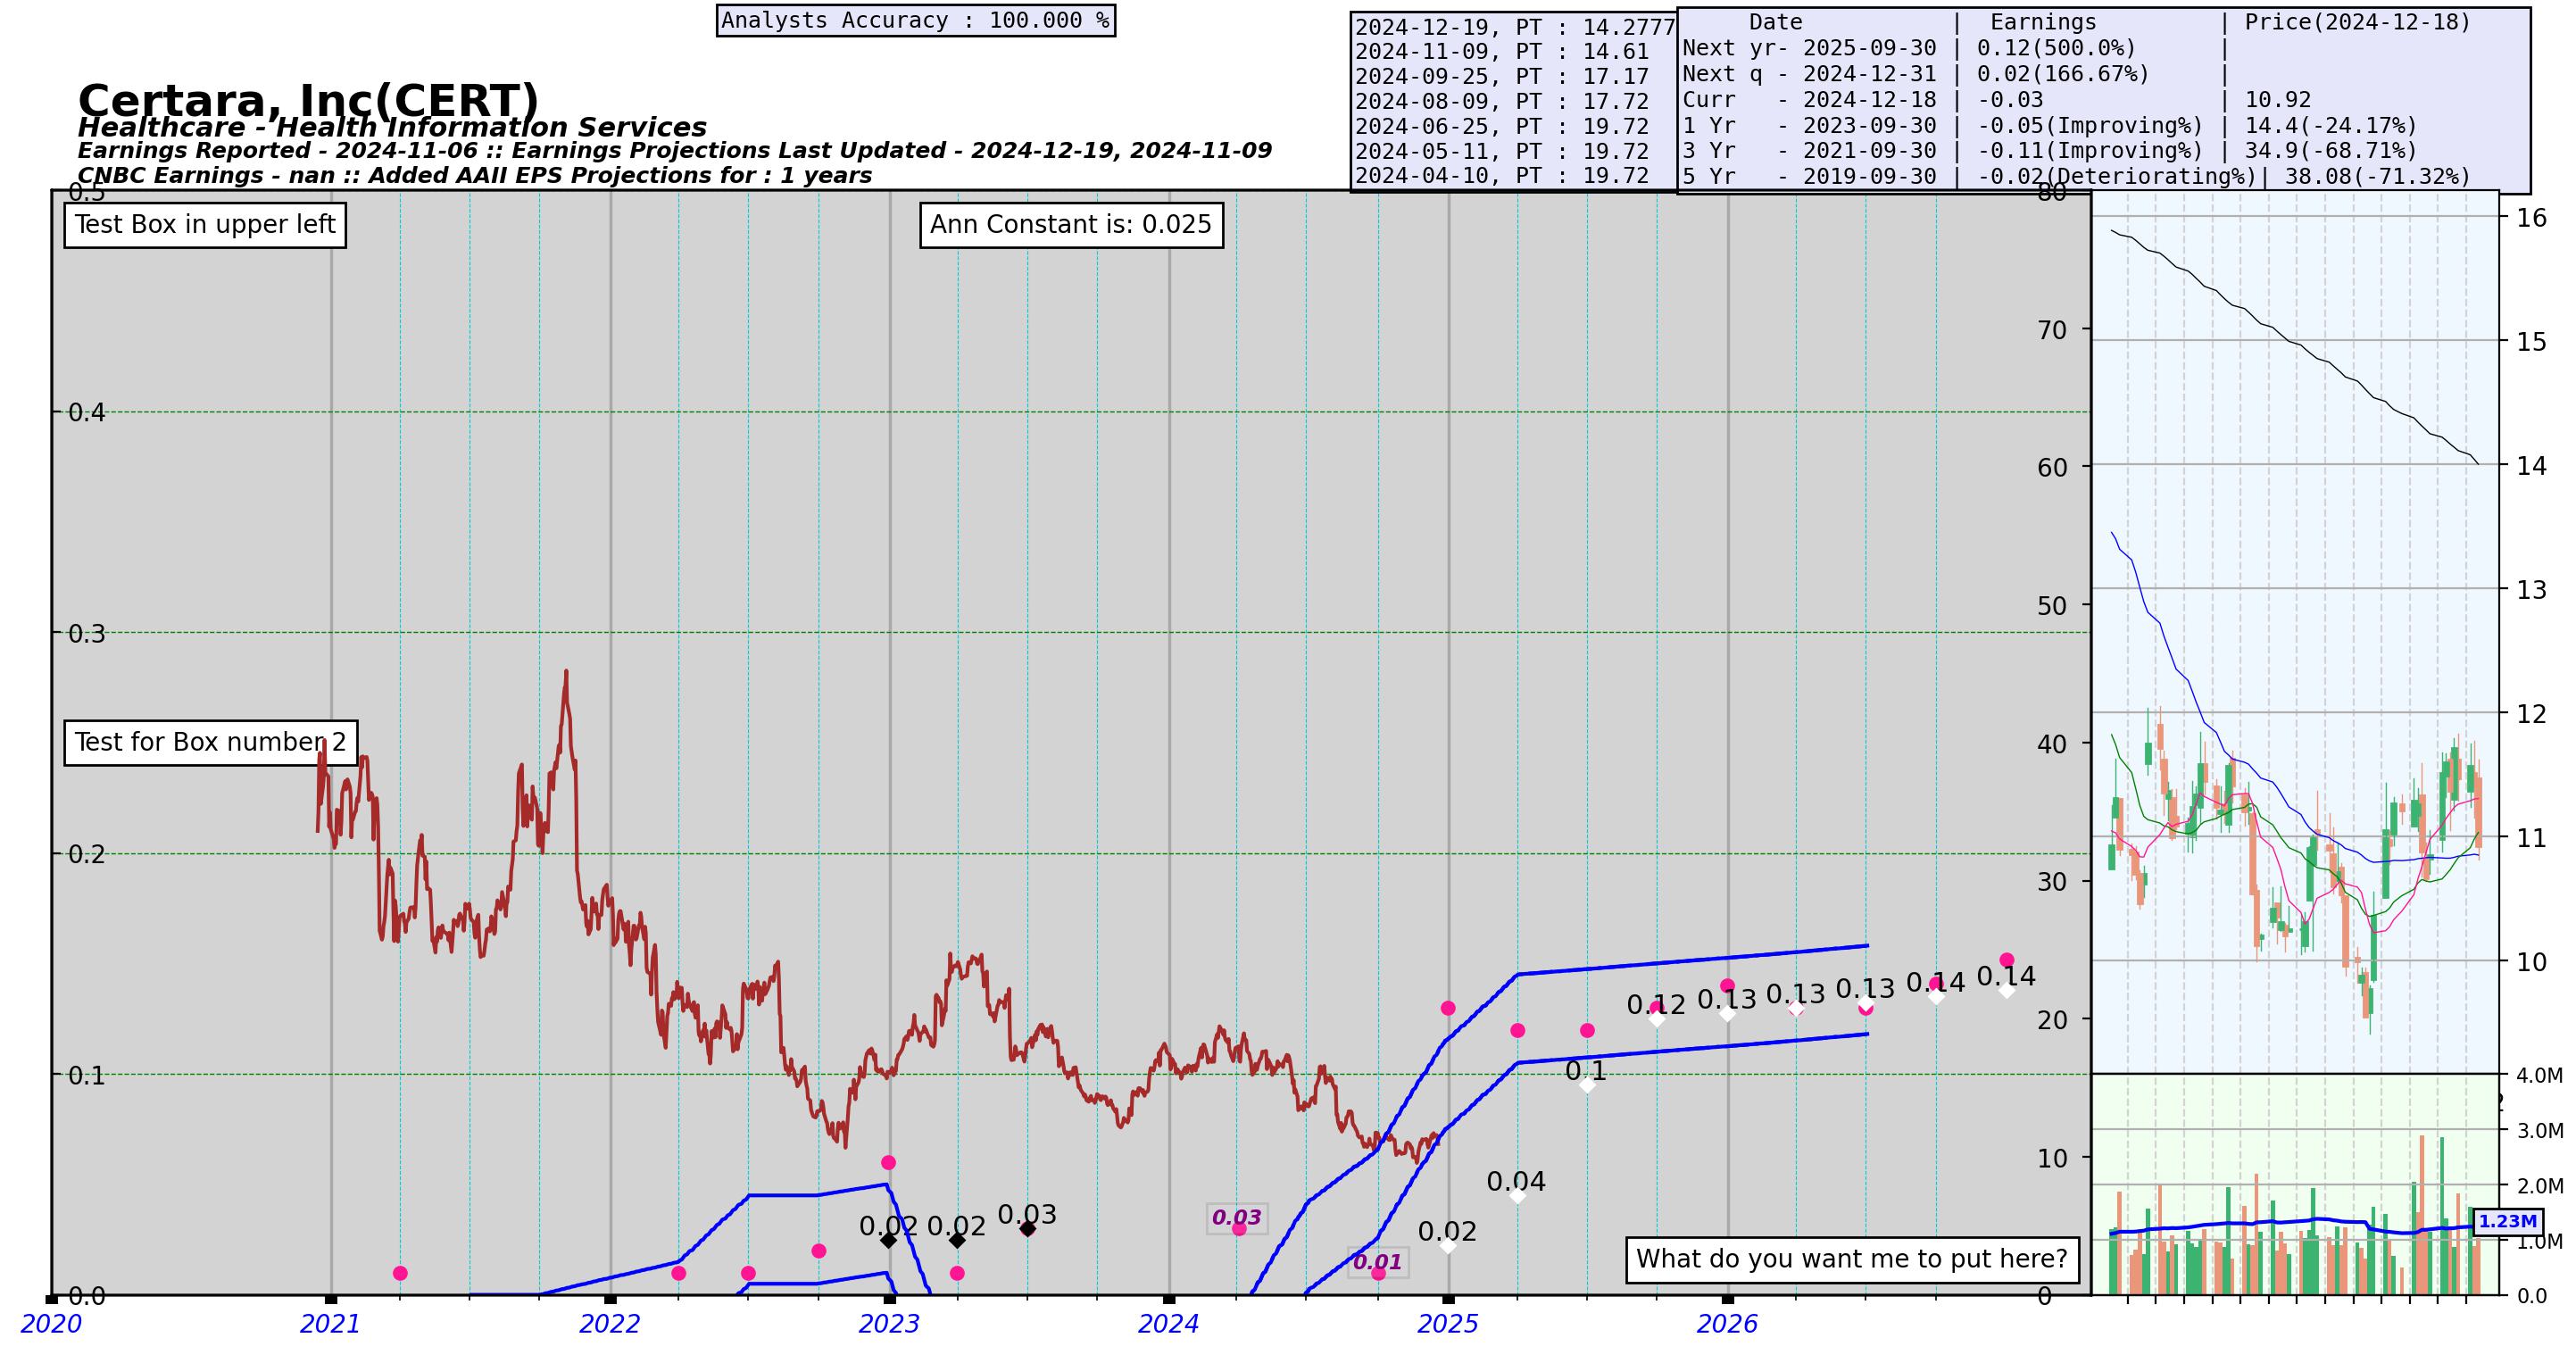 Analysts Accuracy : 100.000 %
2024-12-19, PT : 14.2777
2024-11-09, PT : 14.61
2024-09-25, PT : 17.17
2024-08-09, PT : 17.72
2024-06-25, PT : 19.72
2024-05-11, PT : 19.72
2024-04-10, PT : 19.72
Date | Earnings | Price(2024-12-18)
Next yr- 2025-09-30 | 0.12(500.0%) |
Next q - 2024-12-31 | 0.02(166.67%) |
Curr - 2024-12-18 | -0.03 | 10.92
1 Yr - 2023-09-30 | -0.05(Improving%) | 14.4(-24.17%)
3 Yr - 2021-09-30 | -0.11(Improving%) | 34.9(-68.71%)
5 Yr - 2019-09-30 | -0.02(Deteriorating%)| 38.08(-71.32%)
Certara, Inc(CERT)
Healthcare - Health Information Services
Earnings Reported - 2024-11-06 :: Earnings Projections Last Updated - 2024-12-19, 2024-11-09
CNBC Earnings - nan :: Added AAII EPS Projections for : 1 years
Test Box in upper left
Ann Constant is: 0.025
Test for Box number 2
What do you want me to put here?
0.5
0.4
0.3
0.2
0.1
0.0
80
70
60
50
40
30
20
10
0
16
15
14
13
12
11
10
4.0M
3.0M
2.0M
1.23M
1.0M
0.0
0.02
0.02
0.03
0.03
0.01
0.02
0.04
0.1
0.12
0.13
0.13
0.13
0.14
0.14
2020
2021
2022
2023
2024
2025
2026